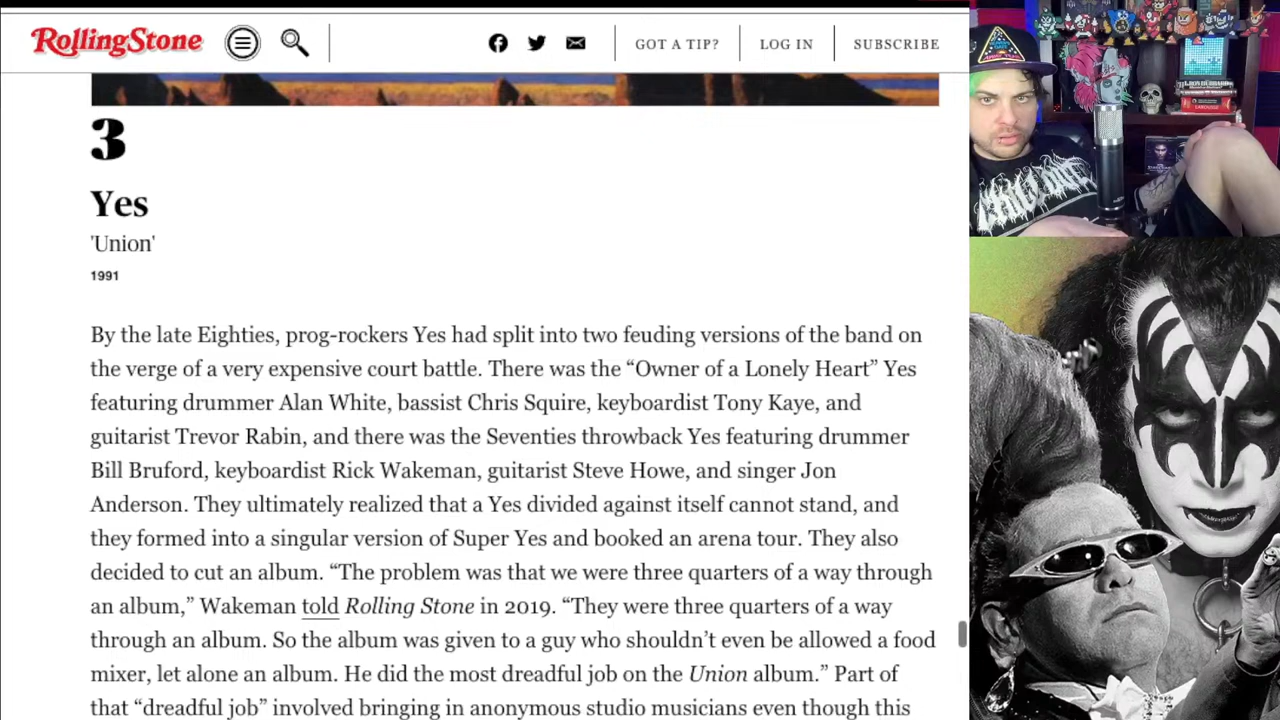 RollingStone
GOT A TIP?
LOG IN
SUBSCRIBE
3
Yes
'Union'
1991
By the late Eighties, prog-rockers Yes had split into two feuding versions of the band on
the verge of a very expensive court battle. There was the “Owner of a Lonely Heart” Yes
featuring drummer Alan White, bassist Chris Squire, keyboardist Tony Kaye, and
guitarist Trevor Rabin, and there was the Seventies throwback Yes featuring drummer
Bill Bruford, keyboardist Rick Wakeman, guitarist Steve Howe, and singer Jon
Anderson. They ultimately realized that a Yes divided against itself cannot stand, and
they formed into a singular version of Super Yes and booked an arena tour. They also
decided to cut an album. “The problem was that we were three quarters of a way through
an album,” Wakeman told Rolling Stone in 2019. “They were three quarters of a way
through an album. So the album was given to a guy who shouldn’t even be allowed a food
mixer, let alone an album. He did the most dreadful job on the Union album.” Part of
that “dreadful job” involved bringing in anonymous studio musicians even though this